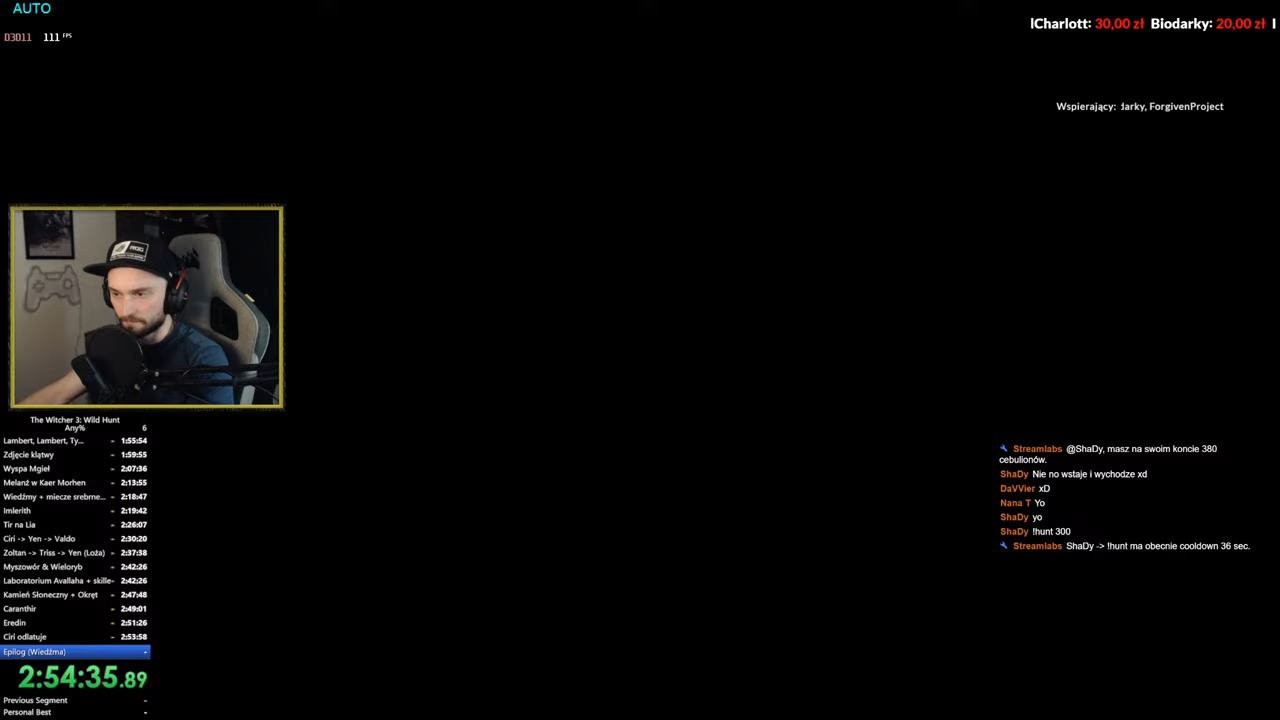 AUTO
D3D11 111 FPS
lCharlott: 30,00 zł Biodarky: 20,00 zł
Wspierający: darky, ForgivenProject
The Witcher 3: Wild Hunt
Any% 6
Lambert, Lambert, Ty... - 1:55:54
Zdjęcie klątwy - 1:59:55
Wyspa Mgieł - 2:07:36
Melanż w Kaer Morhen - 2:13:55
Wiedźmy + miecze srebrne... - 2:18:47
Imlerith - 2:19:42
Tir na Lia - 2:26:07
Ciri -> Yen -> Valdo - 2:30:20
Zoltan -> Triss -> Yen (Loża) - 2:37:38
Myszowór & Wieloryb - 2:42:26
Laboratorium Avallaha + skille - 2:42:26
Kamień Słoneczny + Okręt - 2:47:48
Caranthir - 2:49:01
Eredin - 2:51:26
Ciri odlatuje - 2:53:58
Epilog (Wiedźma) -
2:54:35.89
Previous Segment -
Personal Best -
Streamlabs @ShaDy, masz na swoim koncie 380
cebulionów.
ShaDy Nie no wstaje i wychodze xd
DaVVier xD
Nana T Yo
ShaDy yo
ShaDy !hunt 300
Streamlabs ShaDy -> !hunt ma obecnie cooldown 36 sec.